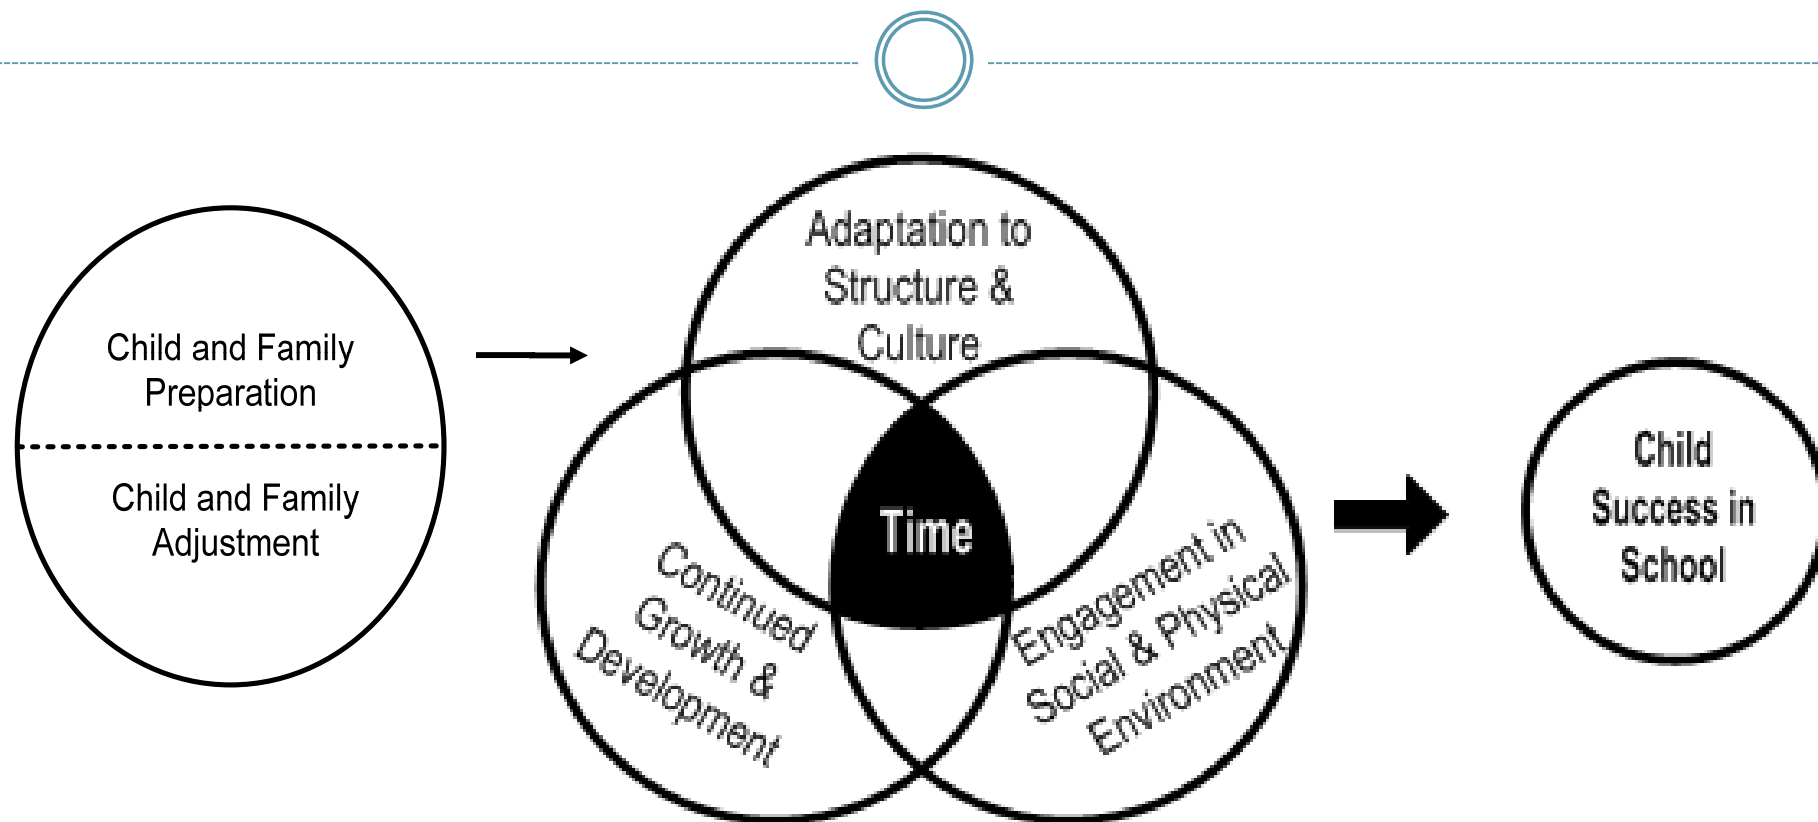 Child and Family
Preparation
Child and Family
Adjustment
Adaptation to
Structure &
Culture
Time
Continued
Growth &
Development
Engagement in
Social & Physical
Environment
Child
Success in
School